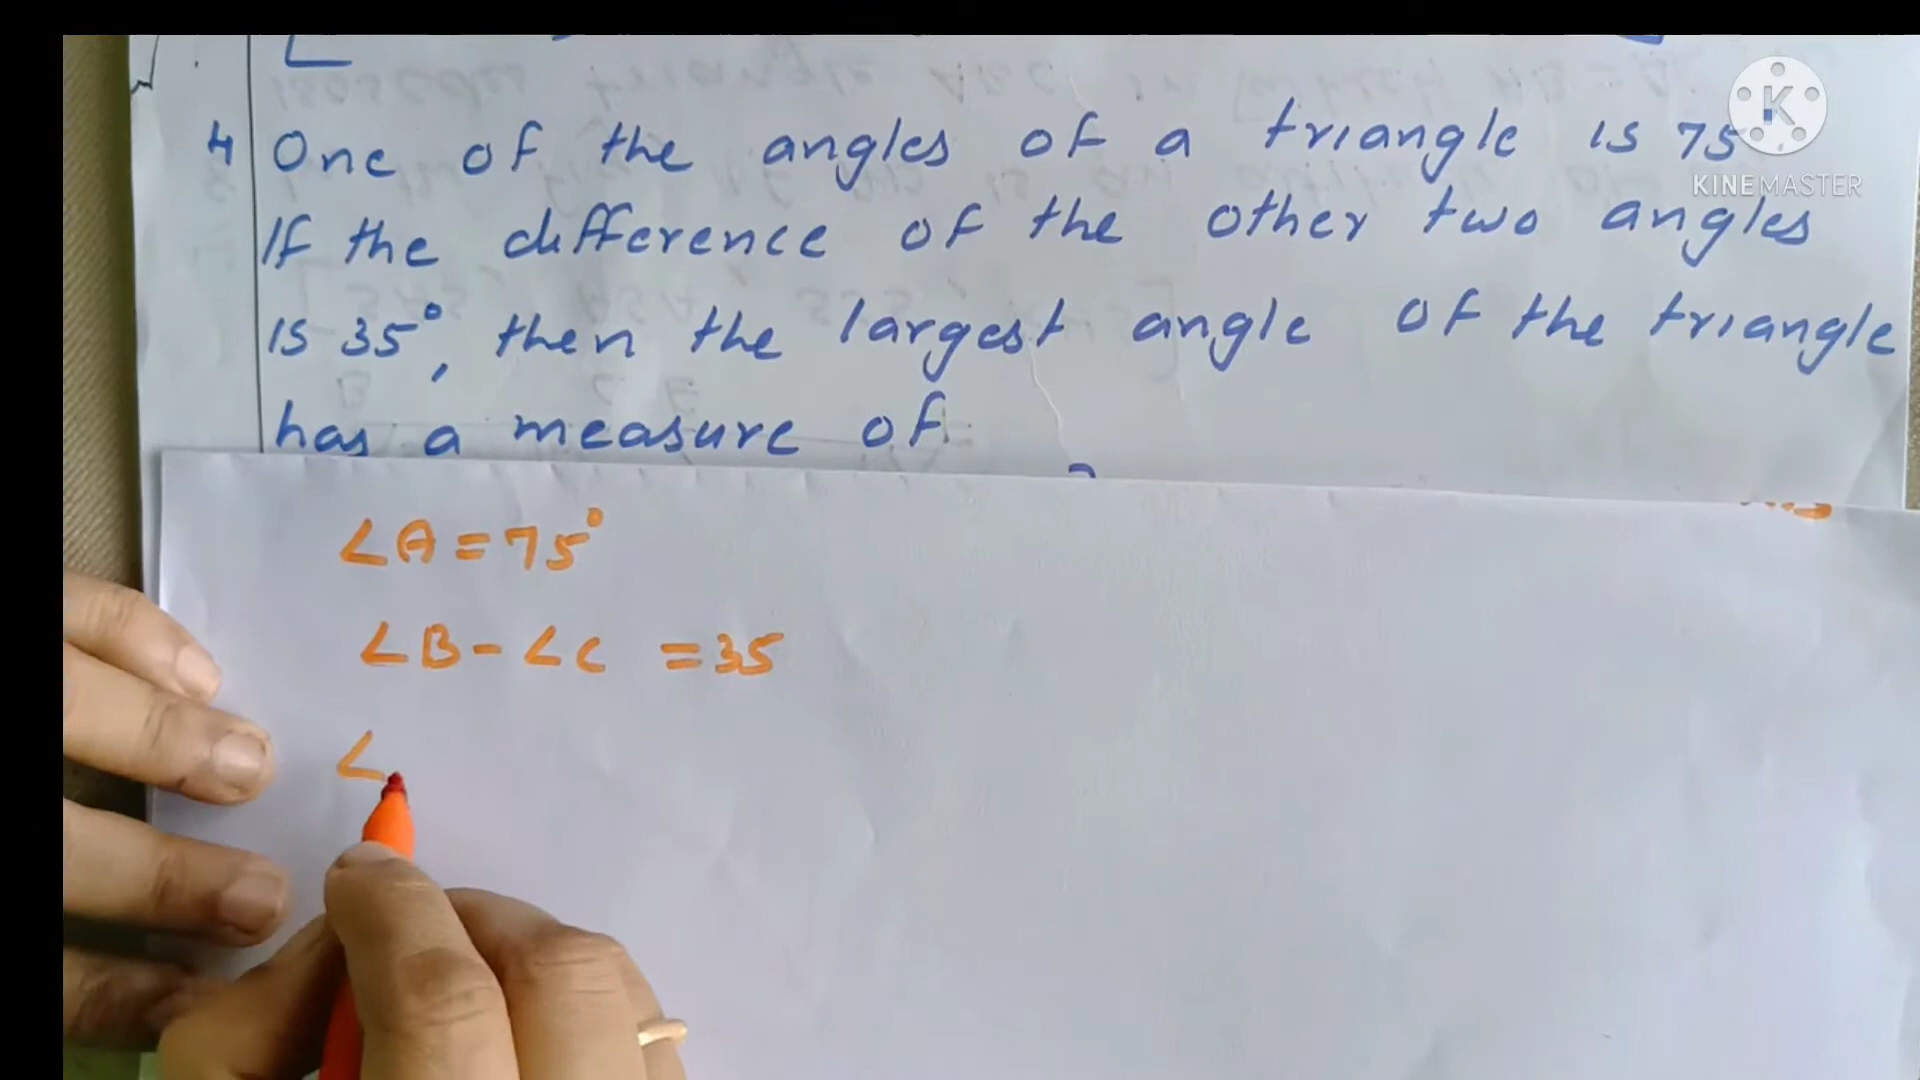 4 One of the angles of a triangle is 75
If the difference of the other two angles
is 35°, then the largest angle of the triangle
has a measure of
∠A = 75°
∠B - ∠C = 35
∠
K
KINEMASTER